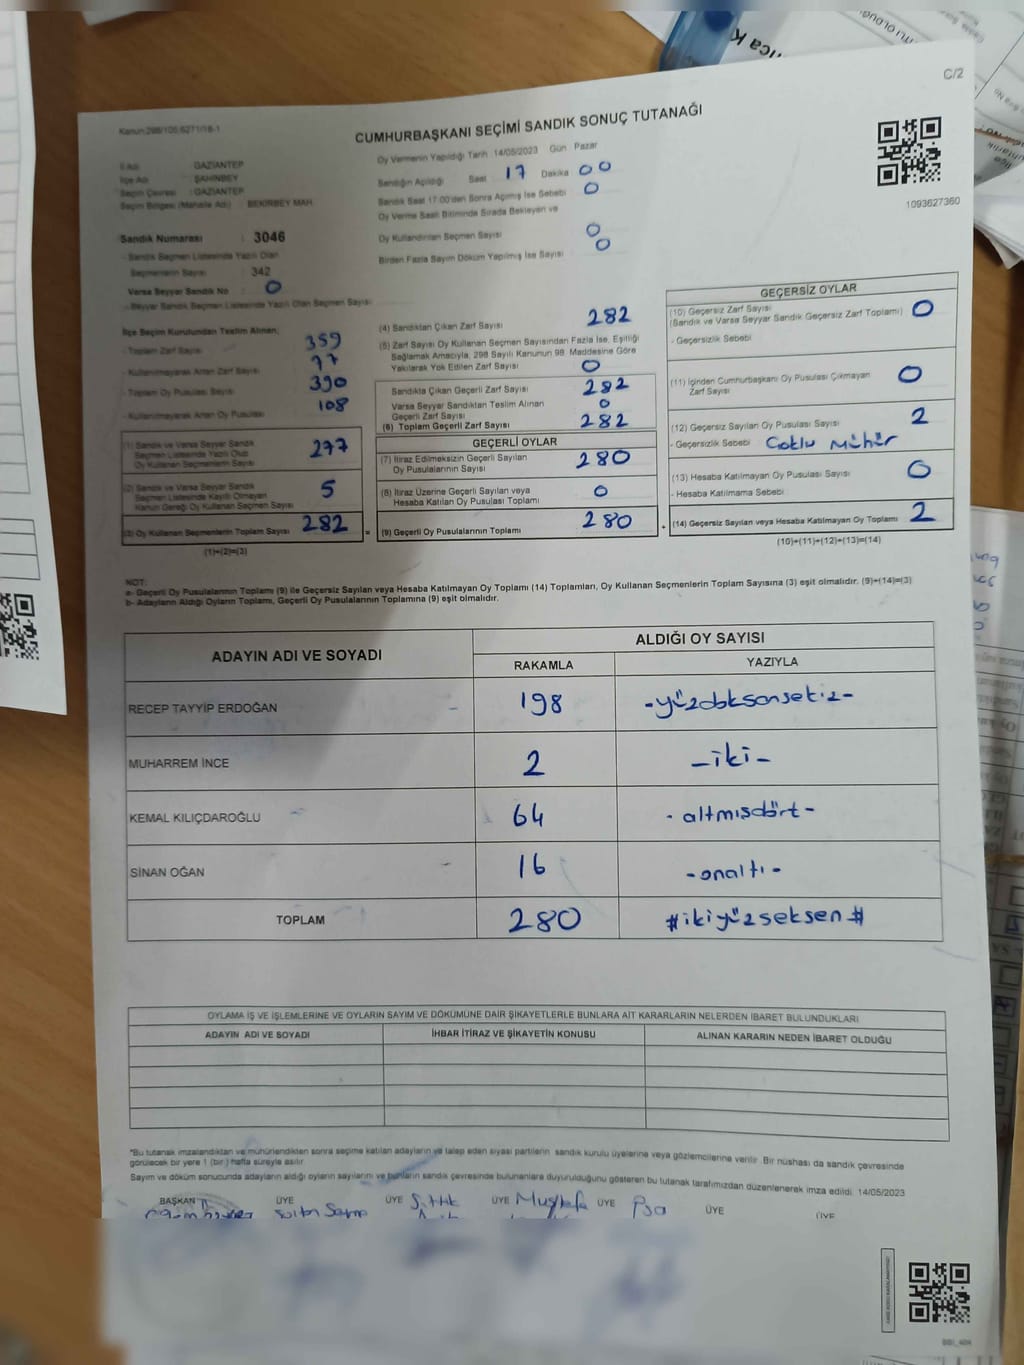 C/2
Kanun:298/105;6271/18-1
CUMHURBAŞKANI SEÇİMİ SANDIK SONUÇ TUTANAĞI
1093627360
İl Adı : GAZİANTEP
İlçe Adı : ŞAHİNBEY
Seçim Çevresi : GAZİANTEP
Seçim Bölgesi (Mahalle Adı) : BEKİRBEY MAH.
Sandık Numarası : 3046
- Sandık Seçmen Listesinde Yazılı Olan
Seçmenlerin Sayısı : 342
Varsa Seyyar Sandık No : 0
- Seyyar Sandık Seçmen Listesinde Yazılı Olan Seçmen Sayısı:
Oy Vermenin Yapıldığı Tarih 14/05/2023 Gün Pazar
Sandığın Açıldığı Saat 17 Dakika 00
Sandık Saat 17:00'den Sonra Açılmış İse Sebebi 0
Oy Verme Saati Bitiminde Sırada Bekleyen ve
Oy Kullandırılan Seçmen Sayısı 0
Birden Fazla Sayım Döküm Yapılmış İse Sayısı 0
İlçe Seçim Kurulundan Teslim Alınan;
- Toplam Zarf Sayısı 359
- Kullanılmayarak Artan Zarf Sayısı 77
- Toplam Oy Pusulası 390
- Kullanılmayarak Artan Oy Pusulası 108
(1) Sandık ve Varsa Seyyar Sandık
Seçmen Listesinde Yazılı Olup
Oy Kullanan Seçmenlerin Sayısı 277
(2) Sandık ve Varsa Seyyar Sandık
Seçmen Listesinde Kayıtlı Olmayan
Kanun Gereği Oy Kullanan Seçmen Sayısı 5
(3) Oy Kullanan Seçmenlerin Toplam Sayısı 282 =
(1)+(2)=(3)
(4) Sandıktan Çıkan Zarf Sayısı 282
(5) Zarf Sayısı Oy Kullanan Seçmen Sayısından Fazla İse, Eşitliği
Sağlamak Amacıyla, 298 Sayılı Kanunun 98. Maddesine Göre
Yakılarak Yok Edilen Zarf Sayısı 0
Sandıkta Çıkan Geçerli Zarf Sayısı 282
Varsa Seyyar Sandıktan Teslim Alınan
Geçerli Zarf Sayısı 0
(6) Toplam Geçerli Zarf Sayısı 282
GEÇERLİ OYLAR
(7) İtiraz Edilmeksizin Geçerli Sayılan
Oy Pusulalarının Sayısı 280
(8) İtiraz Üzerine Geçerli Sayılan veya
Hesaba Katılan Oy Pusulası Toplamı 0
(9) Geçerli Oy Pusulalarının Toplamı 280 +
GEÇERSİZ OYLAR
(10) Geçersiz Zarf Sayısı
(Sandık ve Varsa Seyyar Sandık Geçersiz Zarf Toplamı) 0
- Geçersizlik Sebebi
(11) İçinden Cumhurbaşkanı Oy Pusulası Çıkmayan
Zarf Sayısı 0
(12) Geçersiz Sayılan Oy Pusulası Sayısı 2
- Geçersizlik Sebebi Çoklu Mühür
(13) Hesaba Katılmayan Oy Pusulası Sayısı 0
- Hesaba Katılmama Sebebi
(14) Geçersiz Sayılan veya Hesaba Katılmayan Oy Toplamı 2
(10)+(11)+(12)+(13)=(14)
NOT:
a- Geçerli Oy Pusulalarının Toplamı (9) ile Geçersiz Sayılan veya Hesaba Katılmayan Oy Toplamı (14) Toplamları, Oy Kullanan Seçmenlerin Toplam Sayısına (3) eşit olmalıdır. (9)+(14)=(3)
b- Adayların Aldığı Oyların Toplamı, Geçerli Oy Pusulalarının Toplamına (9) eşit olmalıdır.
ADAYIN ADI VE SOYADI ALDIĞI OY SAYISI
RAKAMLA YAZIYLA
RECEP TAYYİP ERDOĞAN 198 -yüzdoksansekiz-
MUHARREM İNCE 2 -iki-
KEMAL KILIÇDAROĞLU 64 -altmışdört-
SİNAN OĞAN 16 -onaltı-
TOPLAM 280 #ikiyüzseksen#
OYLAMA İŞ VE İŞLEMLERİNE VE OYLARIN SAYIM VE DÖKÜMÜNE DAİR ŞİKAYETLERLE BUNLARA AİT KARARLARIN NELERDEN İBARET BULUNDUKLARI
ADAYIN ADI VE SOYADI İHBAR İTİRAZ VE ŞİKAYETİN KONUSU ALINAN KARARIN NEDEN İBARET OLDUĞU
*Bu tutanak imzalandıktan ve mühürlendikten sonra seçime katılan adayların ve talep eden siyasi partilerin sandık kurulu üyelerine veya gözlemcilerine verilir. Bir nüshası da sandık çevresinde
görülecek bir yere 1 (bir) hafta süreyle asılır.
Sayım ve döküm sonucunda adayların aldığı oyların sayılarını ve bunların sandık çevresinde bulunanlara duyurulduğunu gösteren bu tutanak tarafımızdan düzenlenerek imza edildi. 14/05/2023
BAŞKAN ÜYE ÜYE ÜYE Mustafa ÜYE ÜYE ÜYE